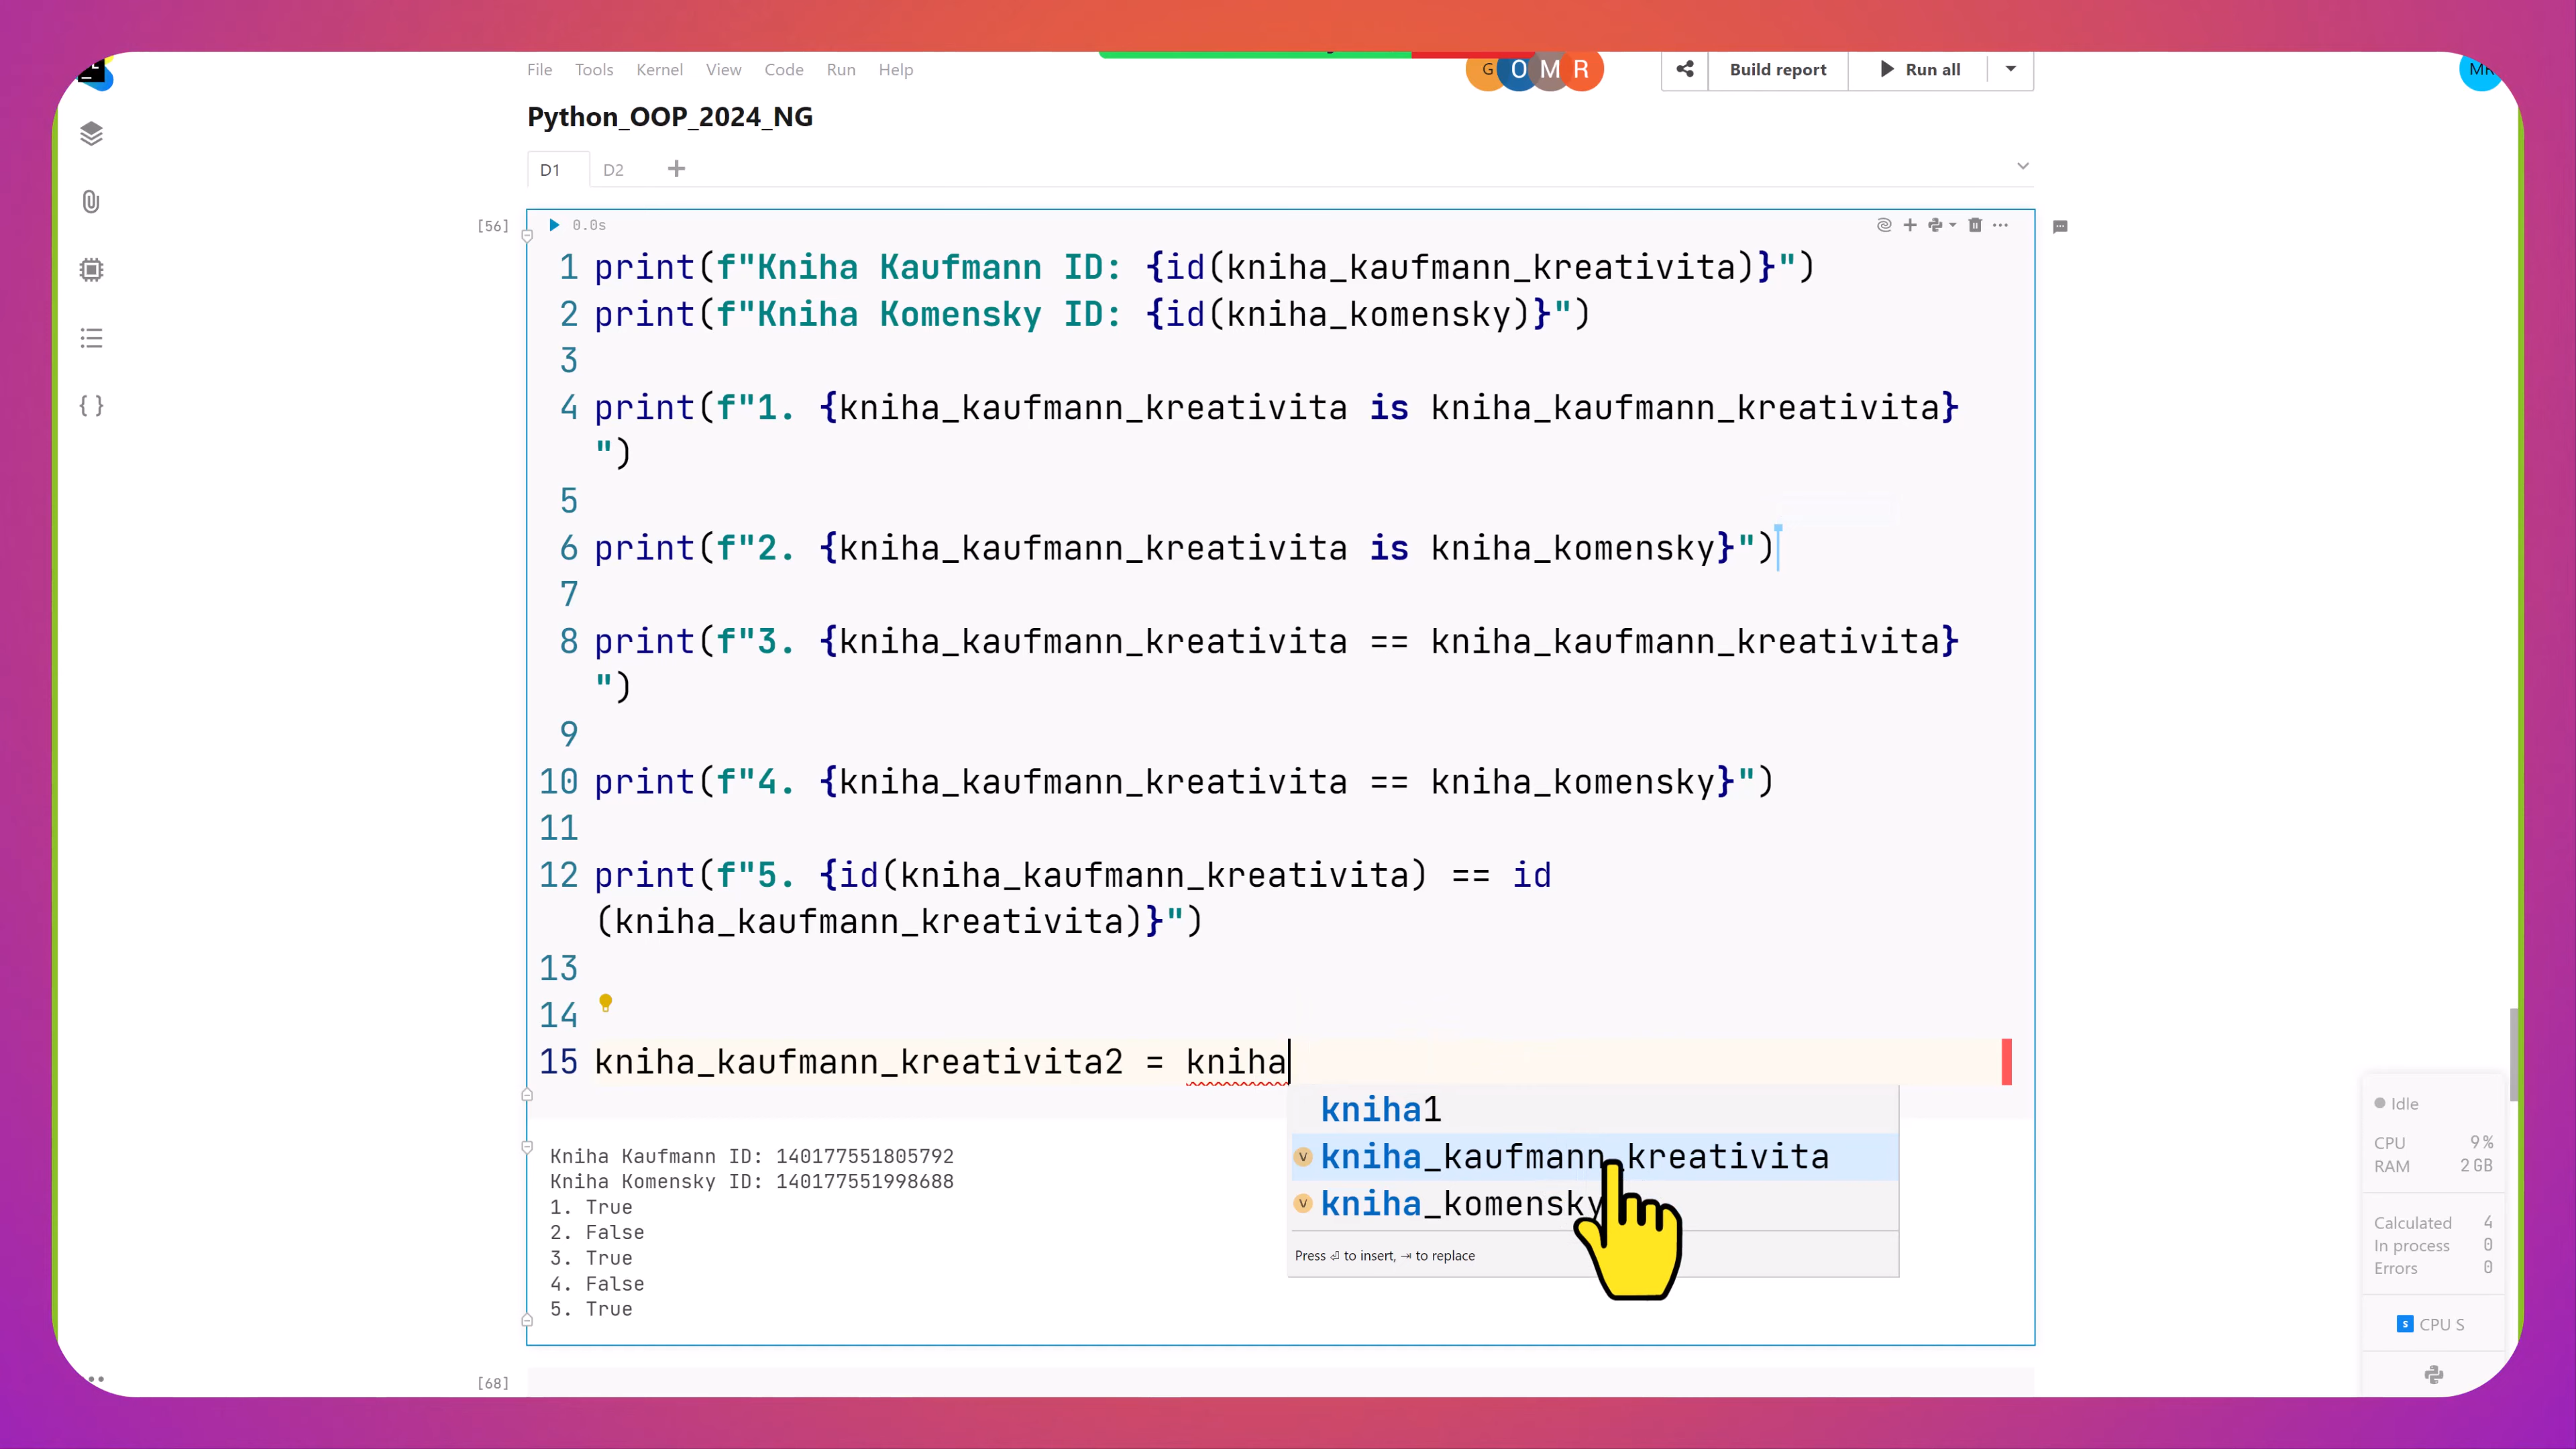 File Tools Kernel View Code Run Help
G O M R
Build report
Run all
MR
Python_OOP_2024_NG
D1 D2
[56] 0.0s
1 print(f"Kniha Kaufmann ID: {id(kniha_kaufmann_kreativita)}")
2 print(f"Kniha Komensky ID: {id(kniha_komensky)}")
3
4 print(f"1. {kniha_kaufmann_kreativita is kniha_kaufmann_kreativita}
")
5
6 print(f"2. {kniha_kaufmann_kreativita is kniha_komensky}")
7
8 print(f"3. {kniha_kaufmann_kreativita == kniha_kaufmann_kreativita}
")
9
10 print(f"4. {kniha_kaufmann_kreativita == kniha_komensky}")
11
12 print(f"5. {id(kniha_kaufmann_kreativita) == id
(kniha_kaufmann_kreativita)}")
13
14
15 kniha_kaufmann_kreativita2 = kniha
kniha1
v kniha_kaufmann_kreativita
v kniha_komensky
Press ⏎ to insert, ⇥ to replace
Kniha Kaufmann ID: 140177551805792
Kniha Komensky ID: 140177551998688
1. True
2. False
3. True
4. False
5. True
[68]
Idle
CPU 9%
RAM 2 GB
Calculated 4
In process 0
Errors 0
S CPU S